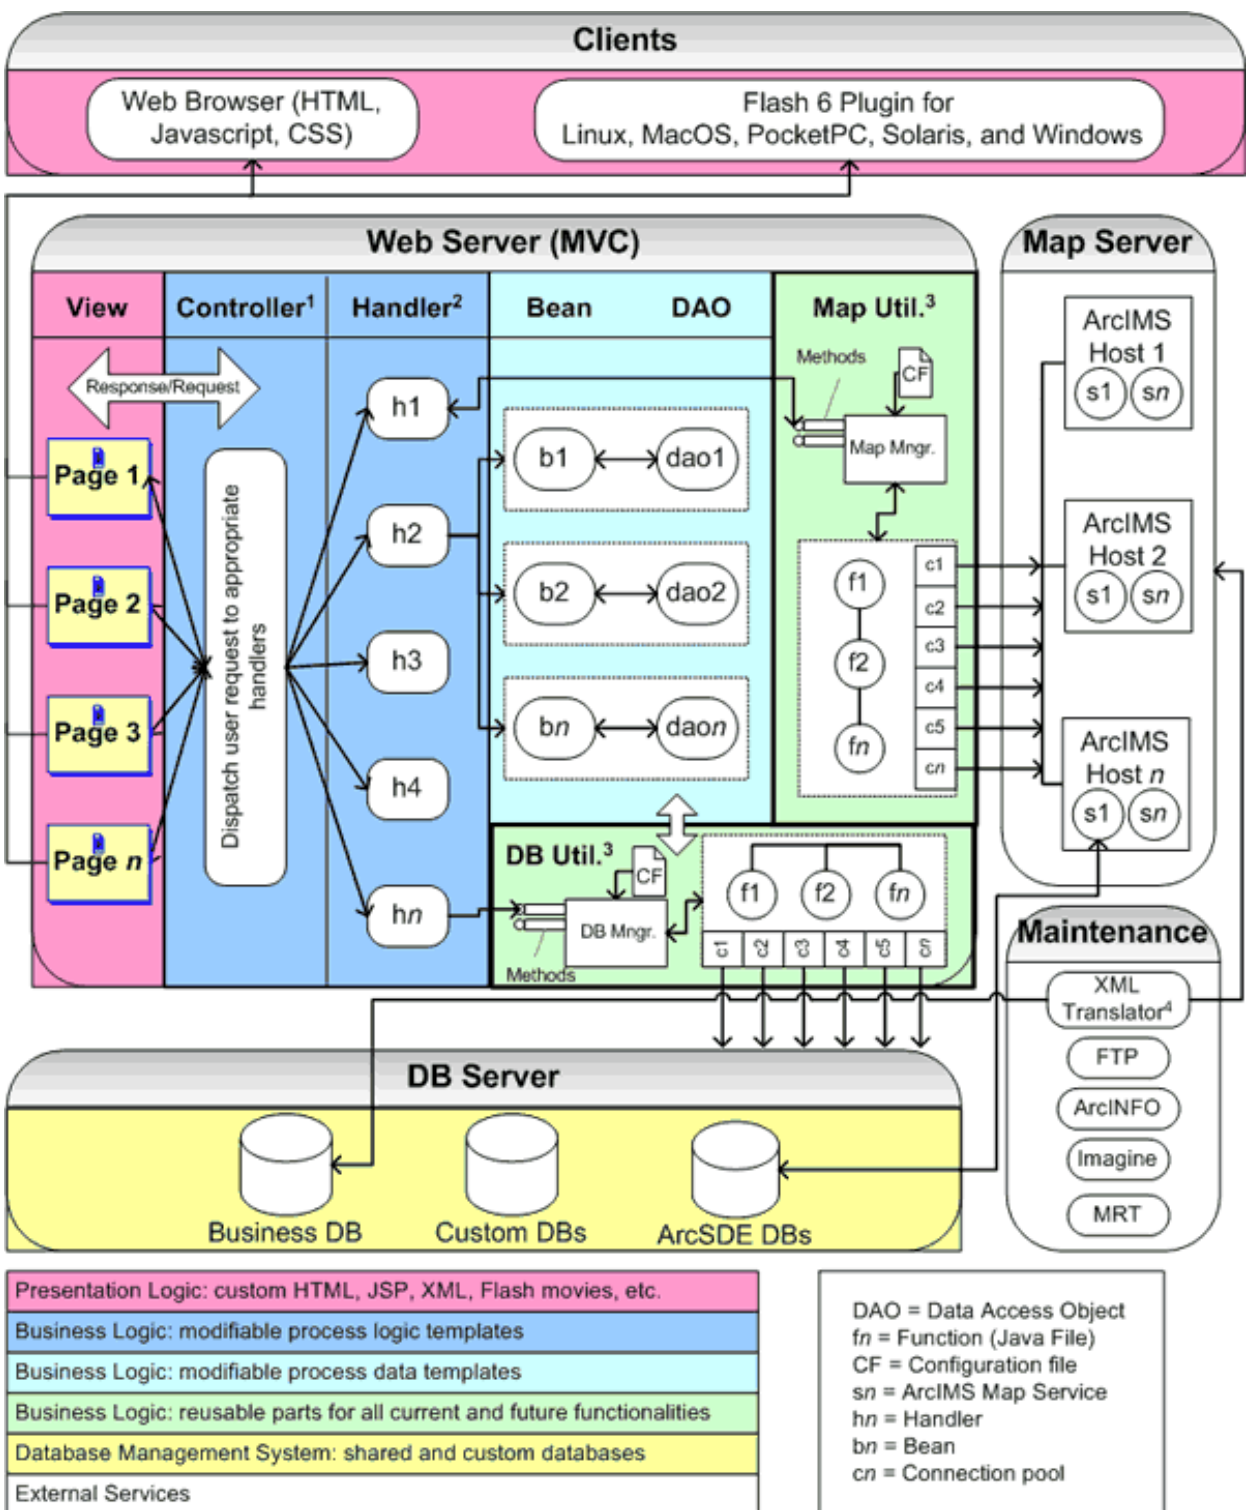 Clients
Web Browser (HTML,
Javascript, CSS)
Flash 6 Plugin for
Linux, MacOS, PocketPC, Solaris, and Windows
Web Server (MVC)
View
Controller1
Handler2
Bean
DAO
Map Util.3
Response/Request
Page 1
Page 2
Page 3
Page n
Dispatch user request to appropriate
handlers
h1
h2
h3
h4
hn
b1
dao1
b2
dao2
bn
daon
Methods
CF
Map Mngr.
f1
f2
fn
c1
c2
c3
c4
c5
cn
DB Util.3
CF
DB Mngr.
Methods
f1
f2
fn
c1
c2
c3
c4
c5
cn
Map Server
ArcIMS
Host 1
s1
sn
ArcIMS
Host 2
s1
sn
ArcIMS
Host n
s1
sn
Maintenance
XML
Translator4
FTP
ArcINFO
Imagine
MRT
DB Server
Business DB
Custom DBs
ArcSDE DBs
Presentation Logic: custom HTML, JSP, XML, Flash movies, etc.
Business Logic: modifiable process logic templates
Business Logic: modifiable process data templates
Business Logic: reusable parts for all current and future functionalities
Database Management System: shared and custom databases
External Services
DAO = Data Access Object
fn = Function (Java File)
CF = Configuration file
sn = ArcIMS Map Service
hn = Handler
bn = Bean
cn = Connection pool